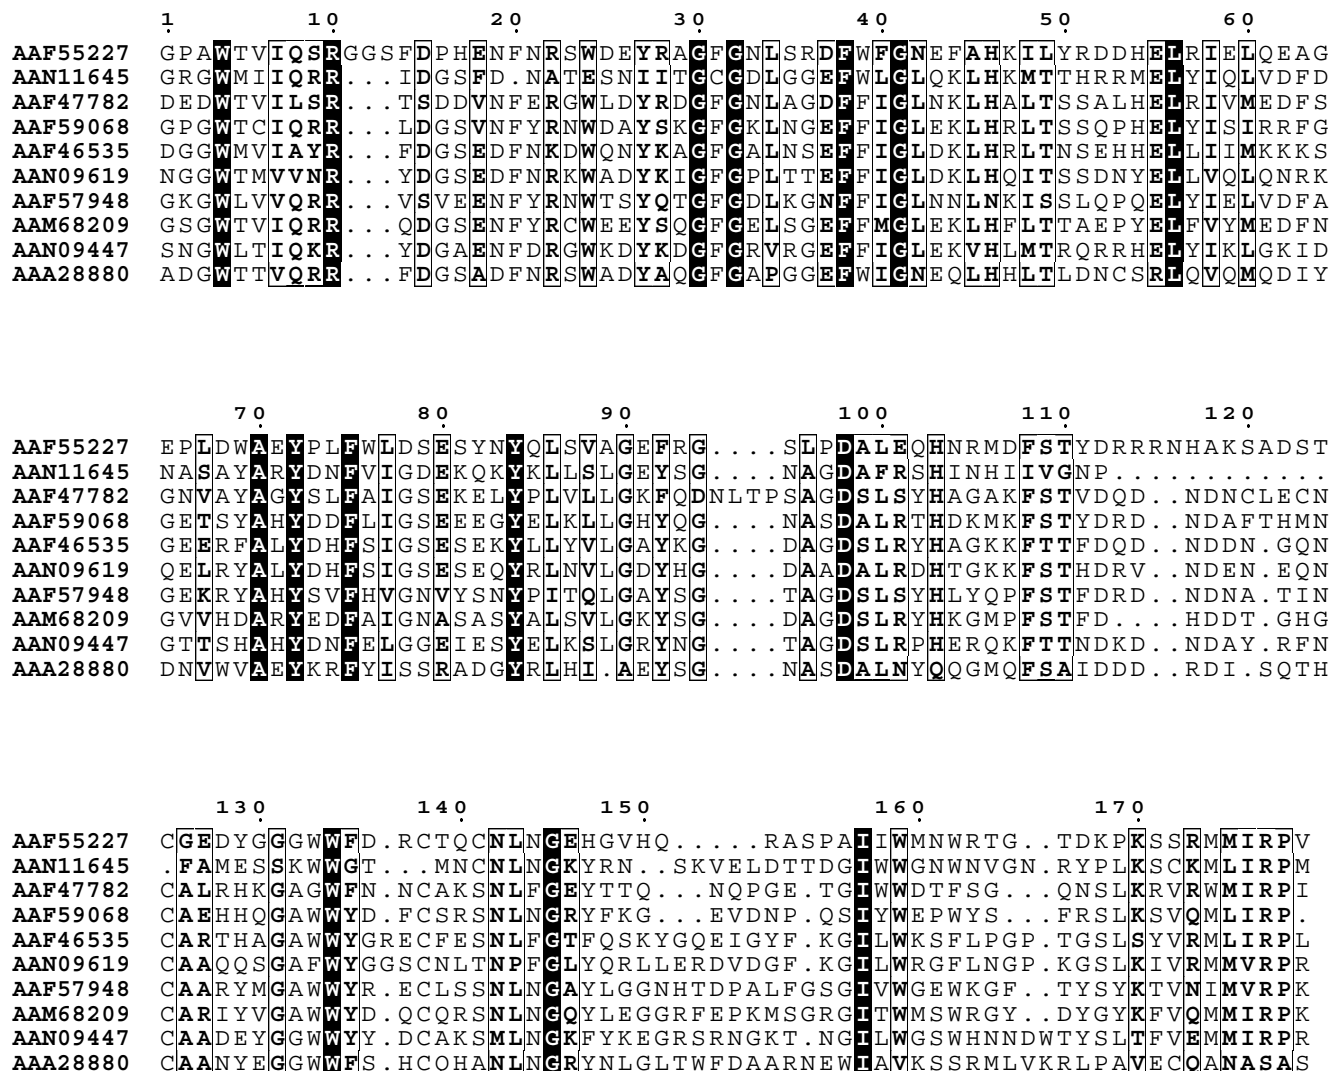 1 10 20 30 40 50 60
AAF55227 GPAWTVIQSRGGSFDPHENFNRSWDEYRAGFGNLSRDFWFGNEFAHKILYRDDHELRIELQEAG
AAN11645 GRGWMIIQRR...IDGSFD.NATESNIITGCGDLGGEFWLGLQKLHKMTTHRRMELYIQLVDFD
AAF47782 DEDWTVILSR...TSDDVNFERGWLDYRDGFGNLAGDFFIGLNKLHALTSSALHELRIVMEDFS
AAF59068 GPGWTCIQRR...LDGSVNFYRNWDAYSKGFGKLNGEFFIGLEKLHRLTSSQPHELYISIRRFG
AAF46535 DGGWMVIAYR...FDGSEDFNKDWQNYKAGFGALNSEFFIGLDKLHRLTNSEHHELLIIMKKKS
AAN09619 NGGWTMVVNR...YDGSEDFNRKWADYKIGFGPLTTEFFIGLDKLHQITSSDNYELLVQLQNRK
AAF57948 GKGWLVVQRR...VSVEENFYRNWTSYQTGFGDLKGNFFIGLNNLNKISSLQPQELYIELVDFA
AAM68209 GSGWTVIQRR...QDGSENFYRCWEEYSQGFGELSGEFFMGLEKLHFLTTAEPYELFVYMEDFN
AAN09447 SNGWLTIQKR...YDGAENFDRGWKDYKDGFGRVRGEFFIGLEKVHLMTRQRRHELYIKLGKID
AAA28880 ADGWTTVQRR...FDGSADFNRSWADYAQGFGAPGGEFWIGNEQLHHLTLDNCSRLQVQMQDIY
70 80 90 100 110 120
AAF55227 EPLDWAEYPLFWLDSESYNYQLSVAGEFRG....SLPDALEQHNRMDFSTYDRRRNHAKSADST
AAN11645 NASAYARYDNFVIGDEKQKYKLLSLGEYSG....NAGDAFRSHINHIIVGNP............
AAF47782 GNVAYAGYSLFAIGSEKELYPLVLLGKFQDNLTPSAGDSLSYHAGAKFSTVDQD..NDNCLECN
AAF59068 GETSYAHYDDFLIGSEEEGYELKLLGHYQG....NASDALRTHDKMKFSTYDRD..NDAFTHMN
AAF46535 GEERFALYDHFSIGSESEKYLLYVLGAYKG....DAGDSLRYHAGKKFTTFDQD..NDDN.GQN
AAN09619 QELRYALYDHFSIGSESEQYRLNVLGDYHG....DAADALRDHTGKKFSTHDRV..NDEN.EQN
AAF57948 GEKRYAHYSVFHVGNVYSNYPITQLGAYSG....TAGDSLSYHLYQPFSTFDRD..NDNA.TIN
AAM68209 GVVHDARYEDFAIGNASASYALSVLGKYSG....DAGDSLRYHKGMPFSTFD....HDDT.GHG
AAN09447 GTTSHAHYDNFELGGEIESYELKSLGRYNG....TAGDSLRPHERQKFTTNDKD..NDAY.RFN
AAA28880 DNVWVAEYKRFYISSRADGYRLHI.AEYSG....NASDALNYQQGMQFSAIDDD..RDI.SQTH
130 140 150 160 170
AAF55227 CGEDYGGGWWFD.RCTQCNLNGEHGVHQ.....RASPAIIWMNWRTG..TDKPKSSRMMIRPV
AAN11645 .FAMESSKWWGT...MNCNLNGKYRN..SKVELDTTDGIWWGNWNVGN.RYPLKSCKMLIRPM
AAF47782 CALRHKGAGWFN.NCAKSNLFGEYTTQ...NQPGE.TGIWWDTFSG...QNSLKRVRWMIRPI
AAF59068 CAEHHQGAWWYD.FCSRSNLNGRYFKG...EVDNP.QSIYWEPWYS...FRSLKSVQMLIRP.
AAF46535 CARTHAGAWWYGRECFESNLFGTFQSKYGQEIGYF.KGILWKSFLPGP.TGSLSYVRMLIRPL
AAN09619 CAAQQSGAFWYGGSCNLTNPFGLYQRLLERDVDGF.KGILWRGFLNGP.KGSLKIVRMMVRPR
AAF57948 CAARYMGAWWYR.ECLSSNLNGAYLGGNHTDPALFGSGIVWGEWKGF..TYSYKTVNIMVRPK
AAM68209 CARIYVGAWWYD.QCQRSNLNGQYLEGGRFEPKMSGRGITWMSWRGY..DYGYKFVQMMIRPK
AAN09447 CAADEYGGWWYY.DCAKSMLNGKFYKEGRSRNGKT.NGILWGSWHNNDWTYSLTFVEMMIRPR
AAA28880 CAANYEGGWWFS.HCQHANLNGRYNLGLTWFDAARNEWIAVKSSRMLVKRLPAVECQANASAS